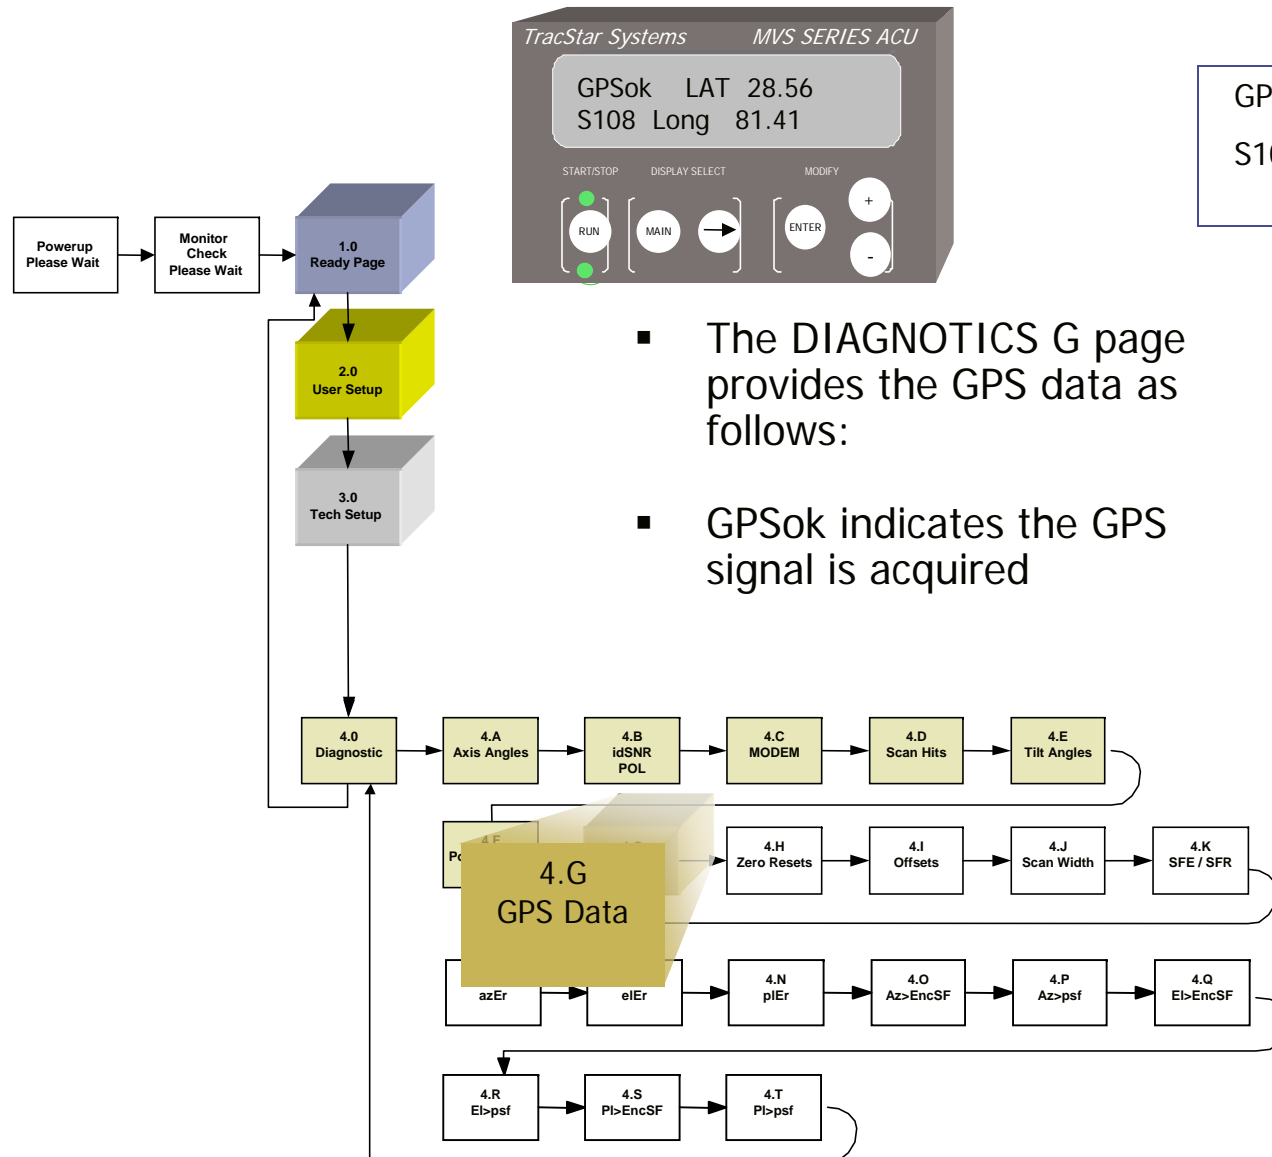 TracStar Systems MVS SERIES ACU
GPSok LAT 28.56
S108 Long 81.41
START/STOP DISPLAY SELECT MODIFY
RUN MAIN ENTER + -
GP
Powerup
Please Wait
Monitor
Check
Please Wait
1.0
Ready Page
2.0
User Setup
3.0
Tech Setup
▪ The DIAGNOTICS G page
provides the GPS data as
follows:
▪ GPSok indicates the GPS
signal is acquired
4.0
Diagnostic
4.A
Axis Angles
4.B
idSNR
POL
4.C
MODEM
4.D
Scan Hits
4.E
Tilt Angles
4.F
4.G
GPS Data
4.H
Zero Resets
4.I
Offsets
4.J
Scan Width
4.K
SFE / SFR
azEr
elEr
4.N
plEr
4.O
Az>EncSF
4.P
Az>psf
4.Q
El>EncSF
4.R
El>psf
4.S
Pl>EncSF
4.T
Pl>psf